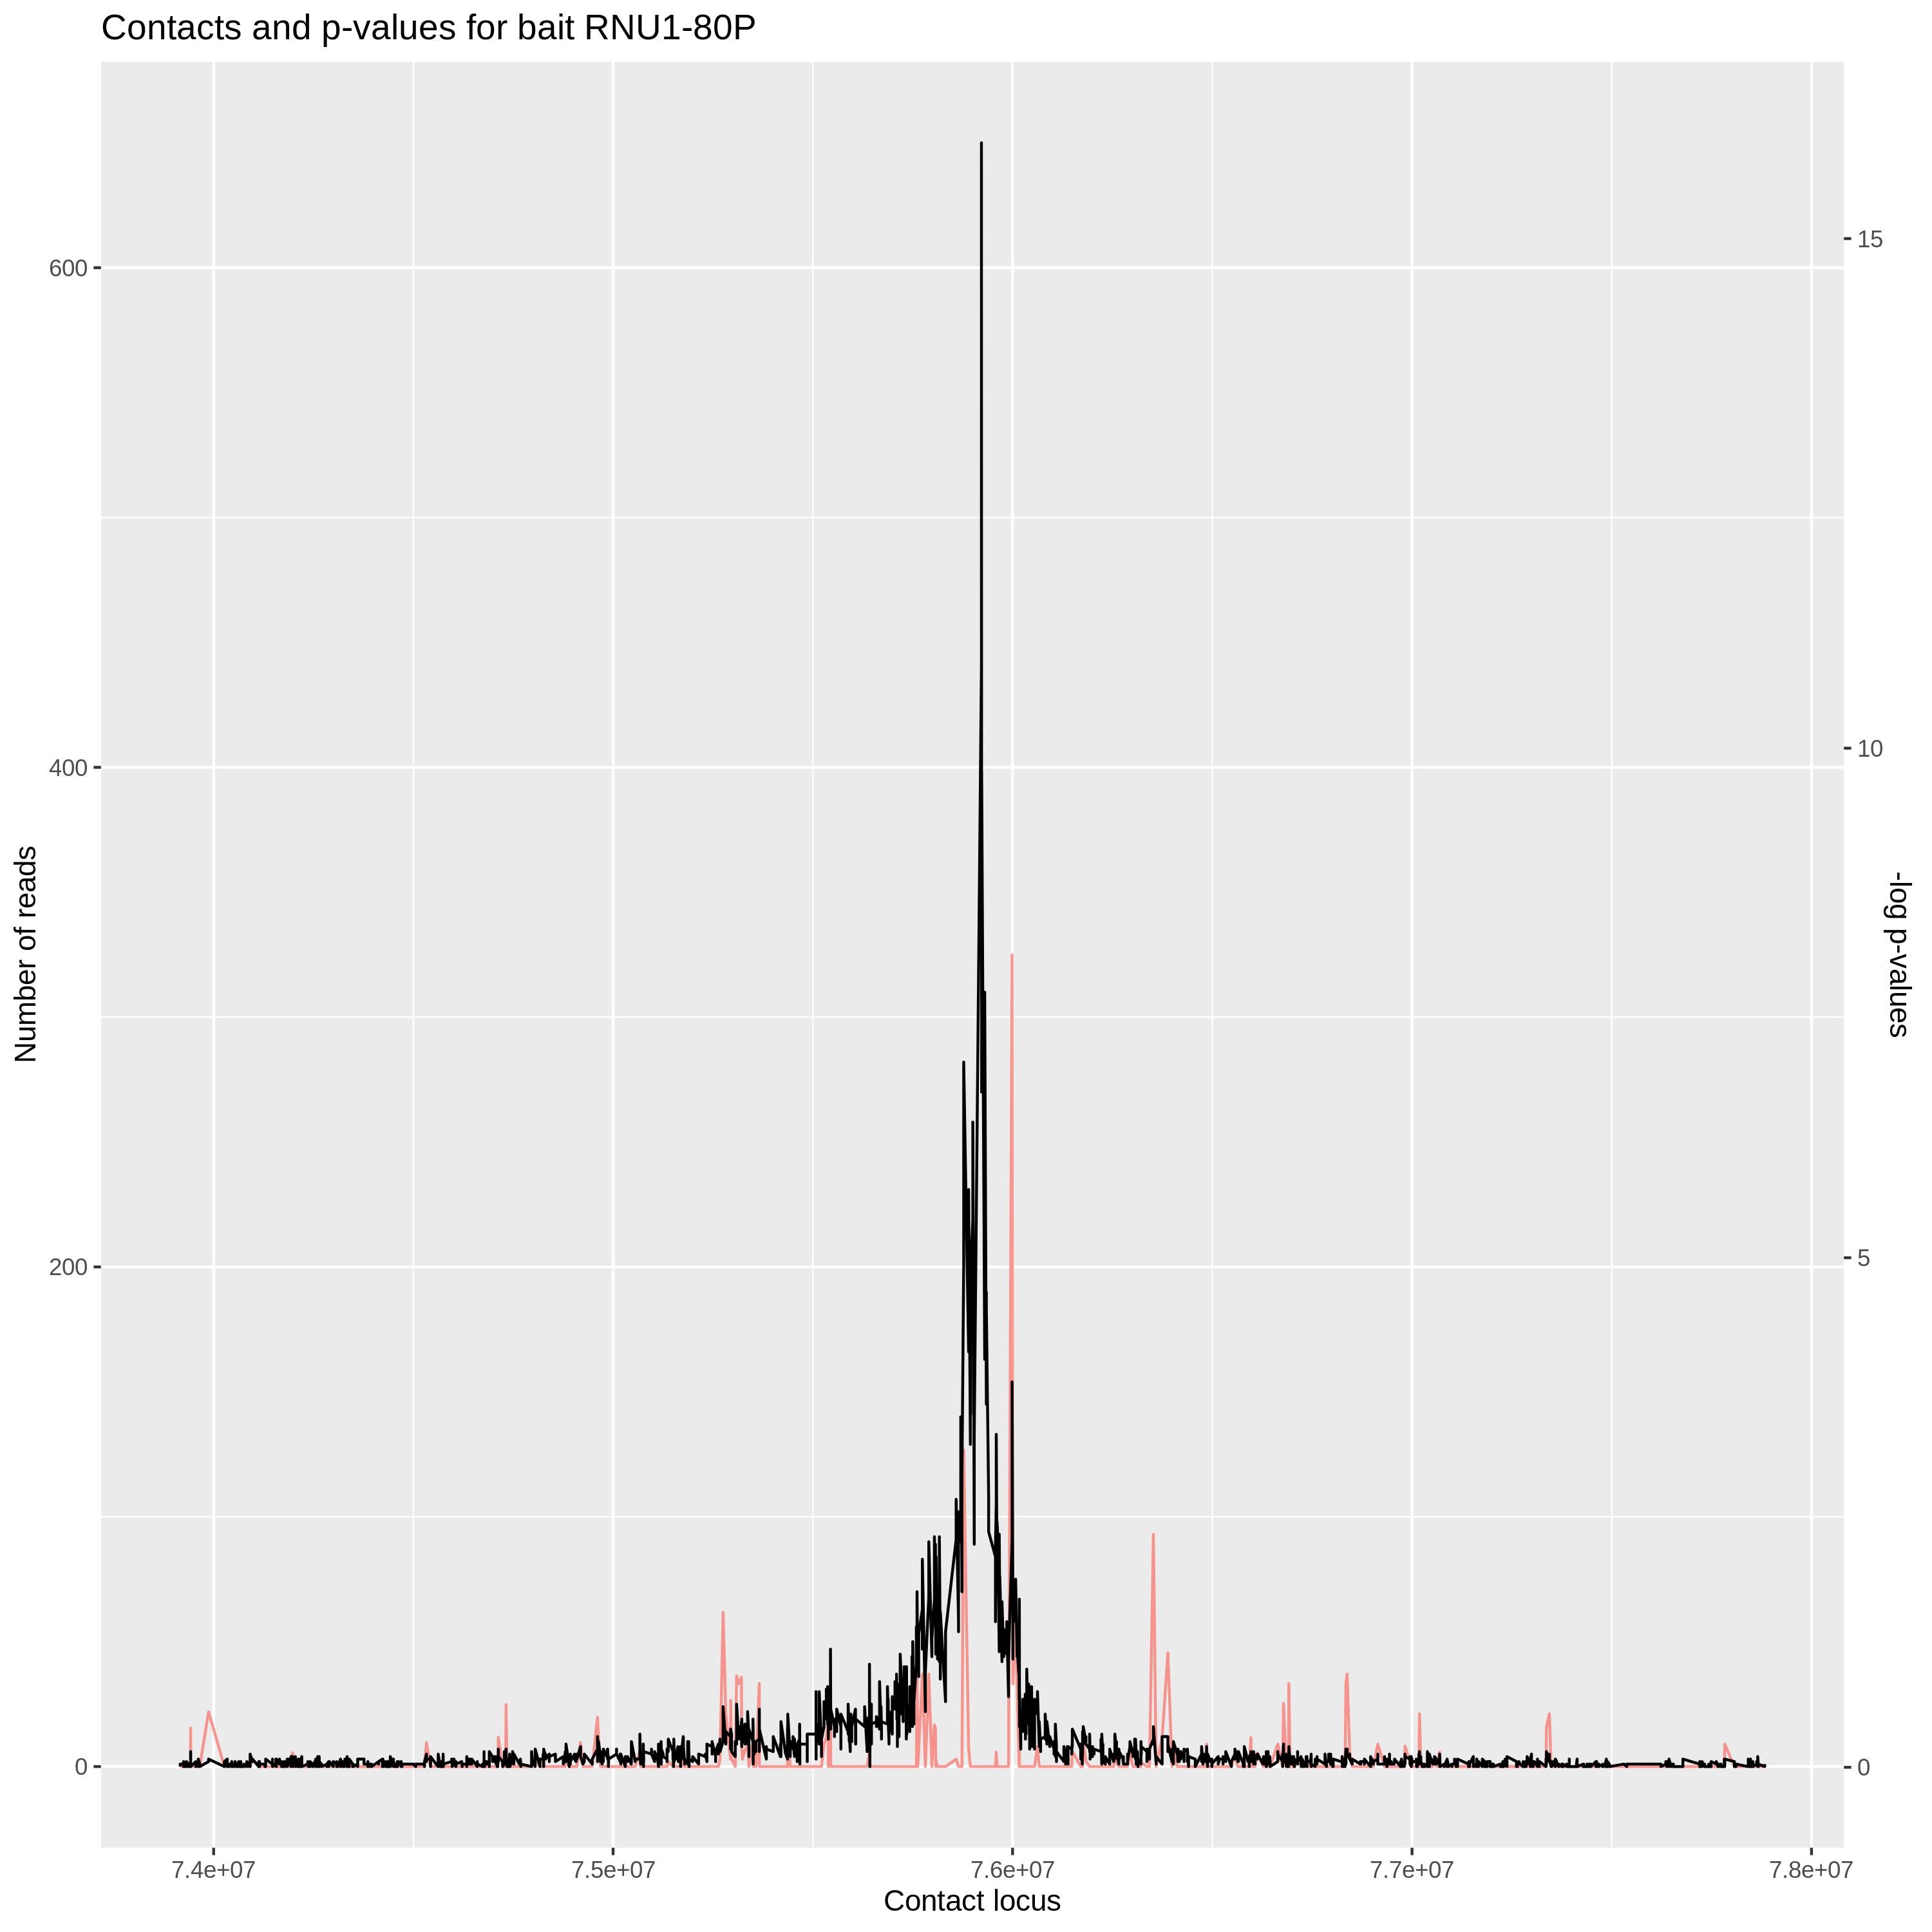 Contacts and p-values for bait RNU1-80P
600
400
200
0
Number of reads
15
10
5
0
-log p-values
7.4e+07
7.5e+07
7.6e+07
7.7e+07
7.8e+07
Contact locus